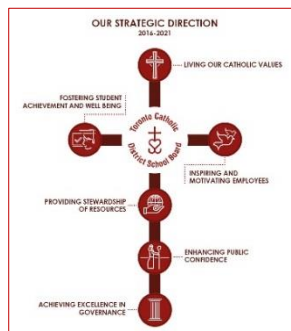 OUR STRATEGIC DIRECTION
2016-2021
LIVING OUR CATHOLIC VALUES
FOSTERING STUDENT
ACHIEVEMENT AND WELL BEING
Toronto Catholic
District School Board
INSPIRING AND
MOTIVATING EMPLOYEES
PROVIDING STEWARDSHIP
OF RESOURCES
ENHANCING PUBLIC
CONFIDENCE
ACHIEVING EXCELLENCE IN
GOVERNANCE